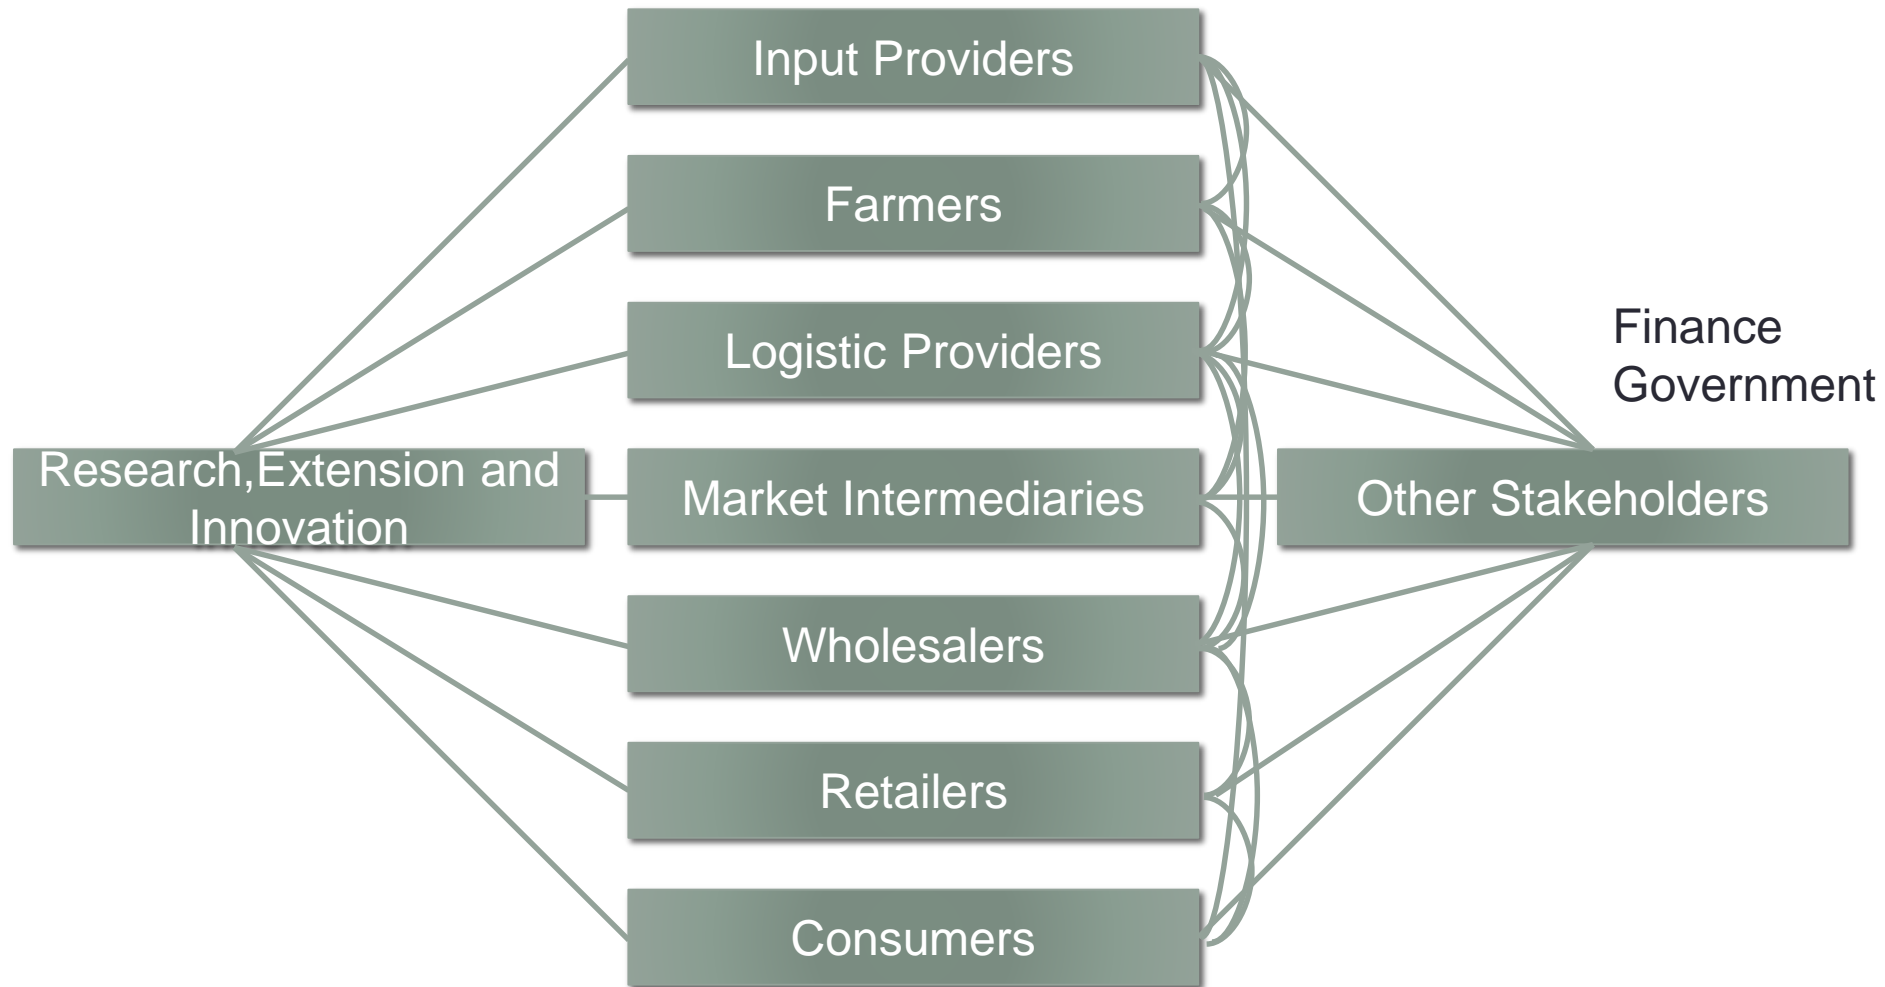 Input Providers
Farmers
Logistic Providers
Finance
Government
Research,Extension and
Innovation
Market Intermediaries
Other Stakeholders
Wholesalers
Retailers
Consumers